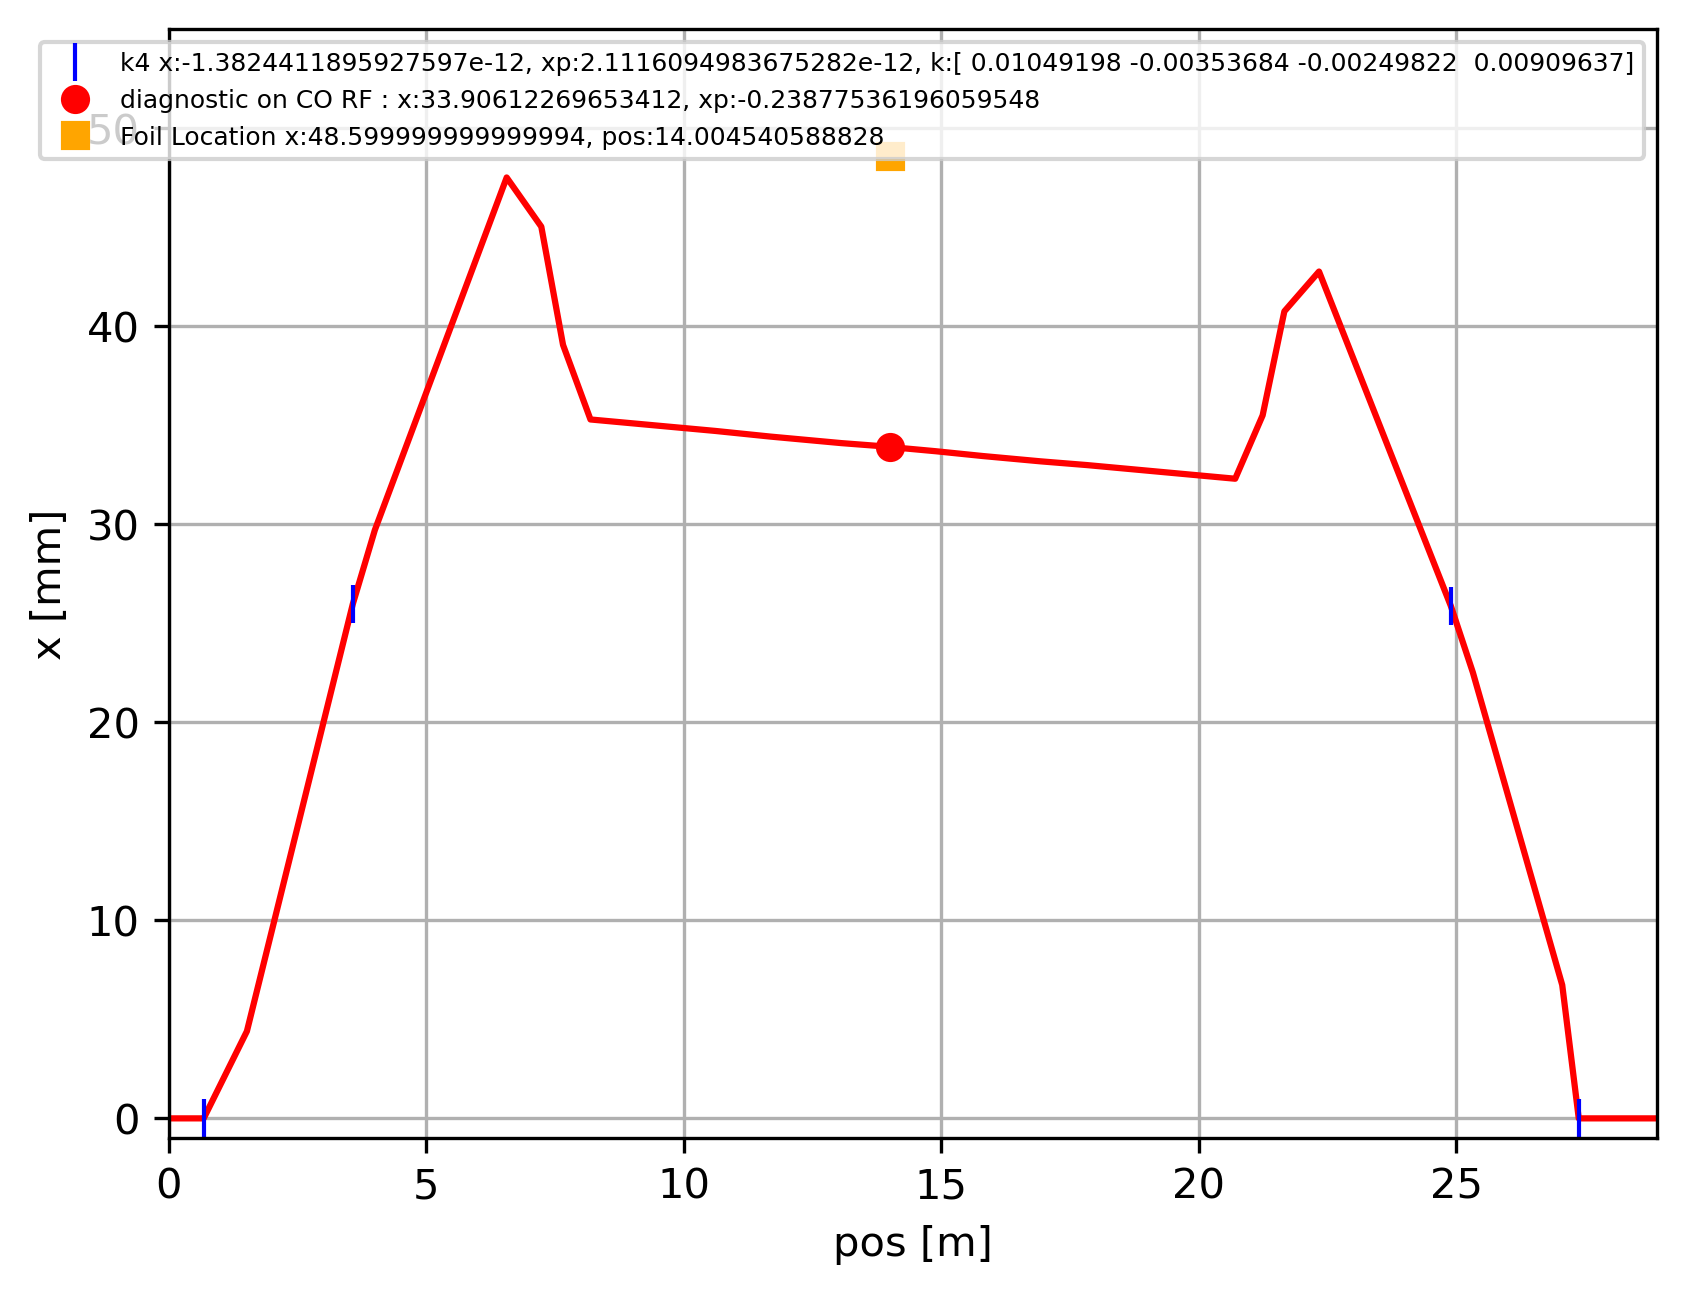 k4 x:-1.3824411895927597e-12, xp:2.1116094983675282e-12, k:[ 0.01049198 -0.00353684 -0.00249822  0.00909637]
diagnostic on CO RF : x:33.90612269653412, xp:-0.23877536196059548
Foil Location x:48.599999999999994, pos:14.004540588828
50
40
30
20
10
0
x [mm]
0 5 10 15 20 25
pos [m]